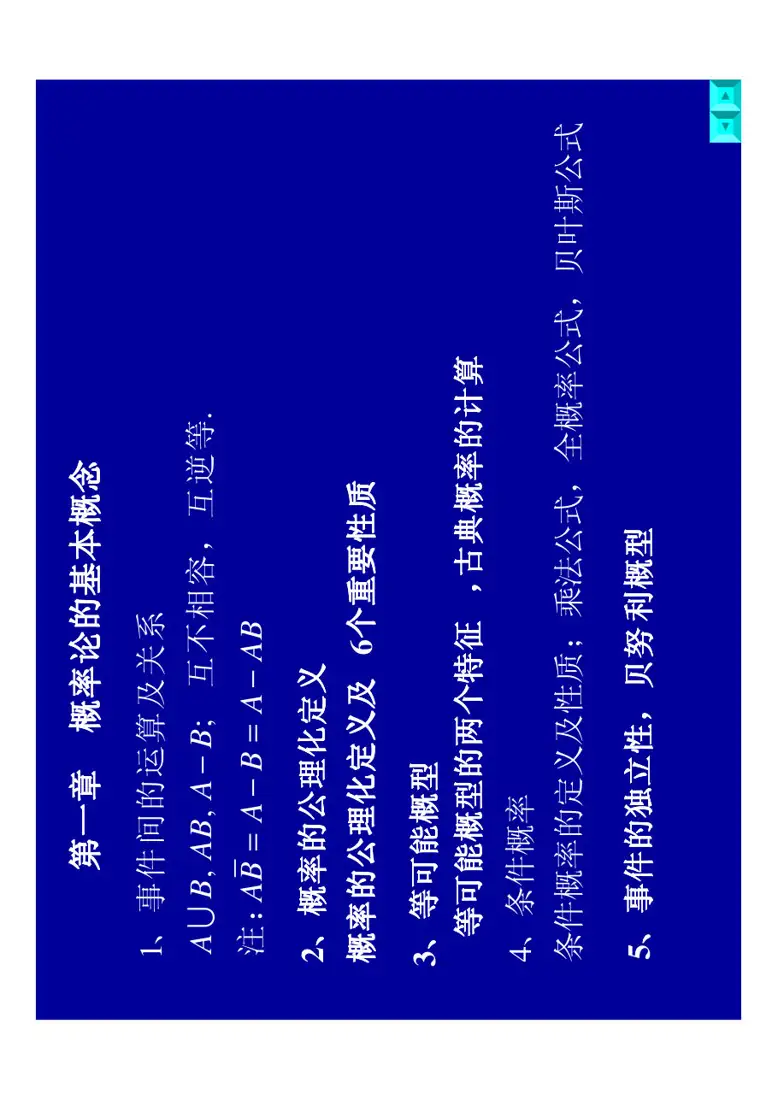 第一章 概率论的基本概念
1、事件间的运算及关系
A∪B, AB, A−B; 互不相容, 互逆等.
注: AB̅ = A − B = A − AB
2、概率的公理化定义
概率的公理化定义及 6个重要性质
3、等可能概型
等可能概型的两个特征 ,古典概率的计算
4、条件概率
条件概率的定义及性质; 乘法公式, 全概率公式, 贝叶斯公式
5、事件的独立性, 贝努利概型